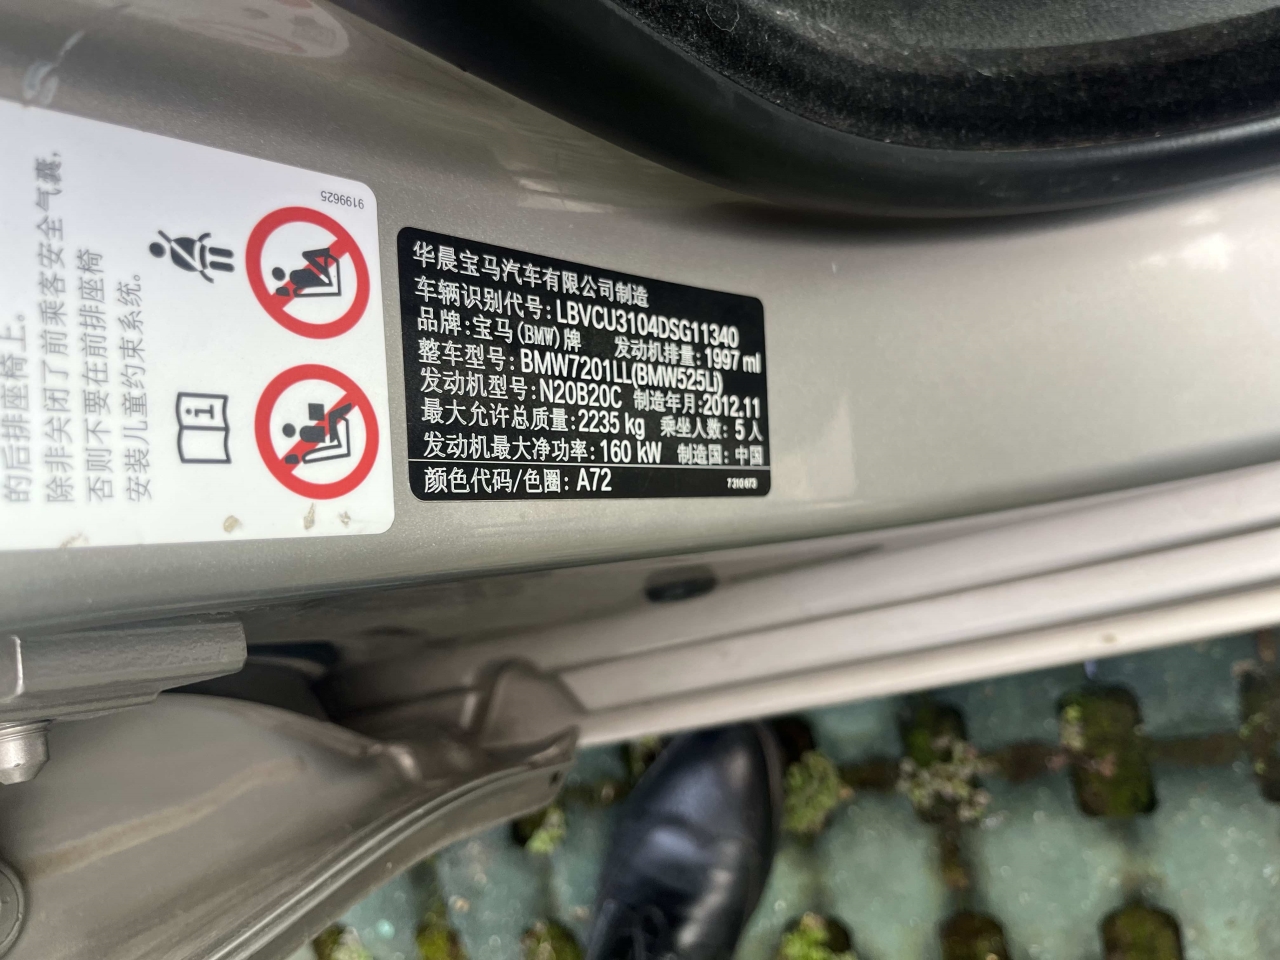 华晨宝马汽车有限公司制造
车辆识别代号: LBVCU3104DSG11340
品牌:宝马(BMW)牌 发动机排量: 1997 ml
整车型号: BMW7201LL(BMW525Li)
发动机型号: N20B20C 制造年月:2012.11
最大允许总质量: 2235 kg 乘坐人数: 5人
发动机最大净功率: 160 kW 制造国: 中国
颜色代码/色圈: A72
7 310 673
9199625
的后排座椅上。
除非关闭了前乘客安全气囊,
否则不要在前排座椅
安装儿童约束系统。